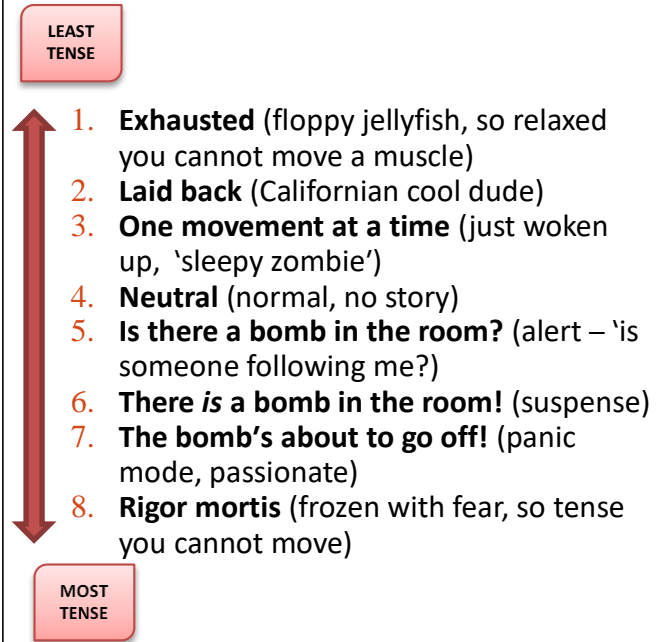 LEAST
TENSE
1. Exhausted (floppy jellyfish, so relaxed
you cannot move a muscle)
2. Laid back (Californian cool dude)
3. One movement at a time (just woken
up, ‘sleepy zombie’)
4. Neutral (normal, no story)
5. Is there a bomb in the room? (alert – ‘is
someone following me?)
6. There is a bomb in the room! (suspense)
7. The bomb’s about to go off! (panic
mode, passionate)
8. Rigor mortis (frozen with fear, so tense
you cannot move)
MOST
TENSE